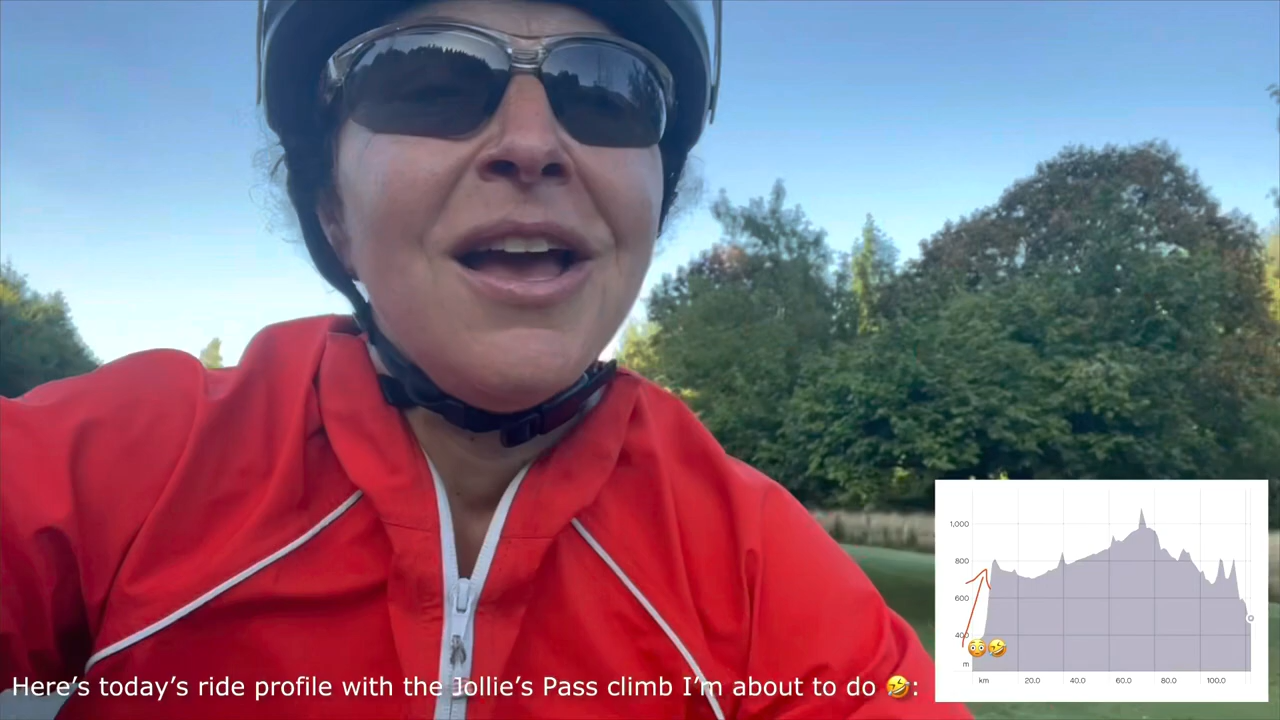 Here's today's ride profile with the Jollie's Pass climb I'm about to do 🤣:
1,000
800
600
400
m
km 20.0 40.0 60.0 80.0 100.0